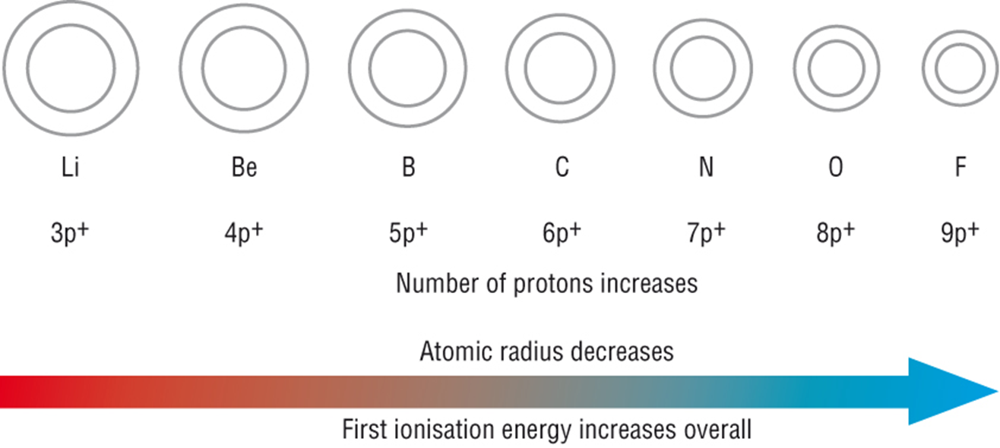 Li Be B C N O F
3p+ 4p+ 5p+ 6p+ 7p+ 8p+ 9p+
Number of protons increases
Atomic radius decreases
First ionisation energy increases overall